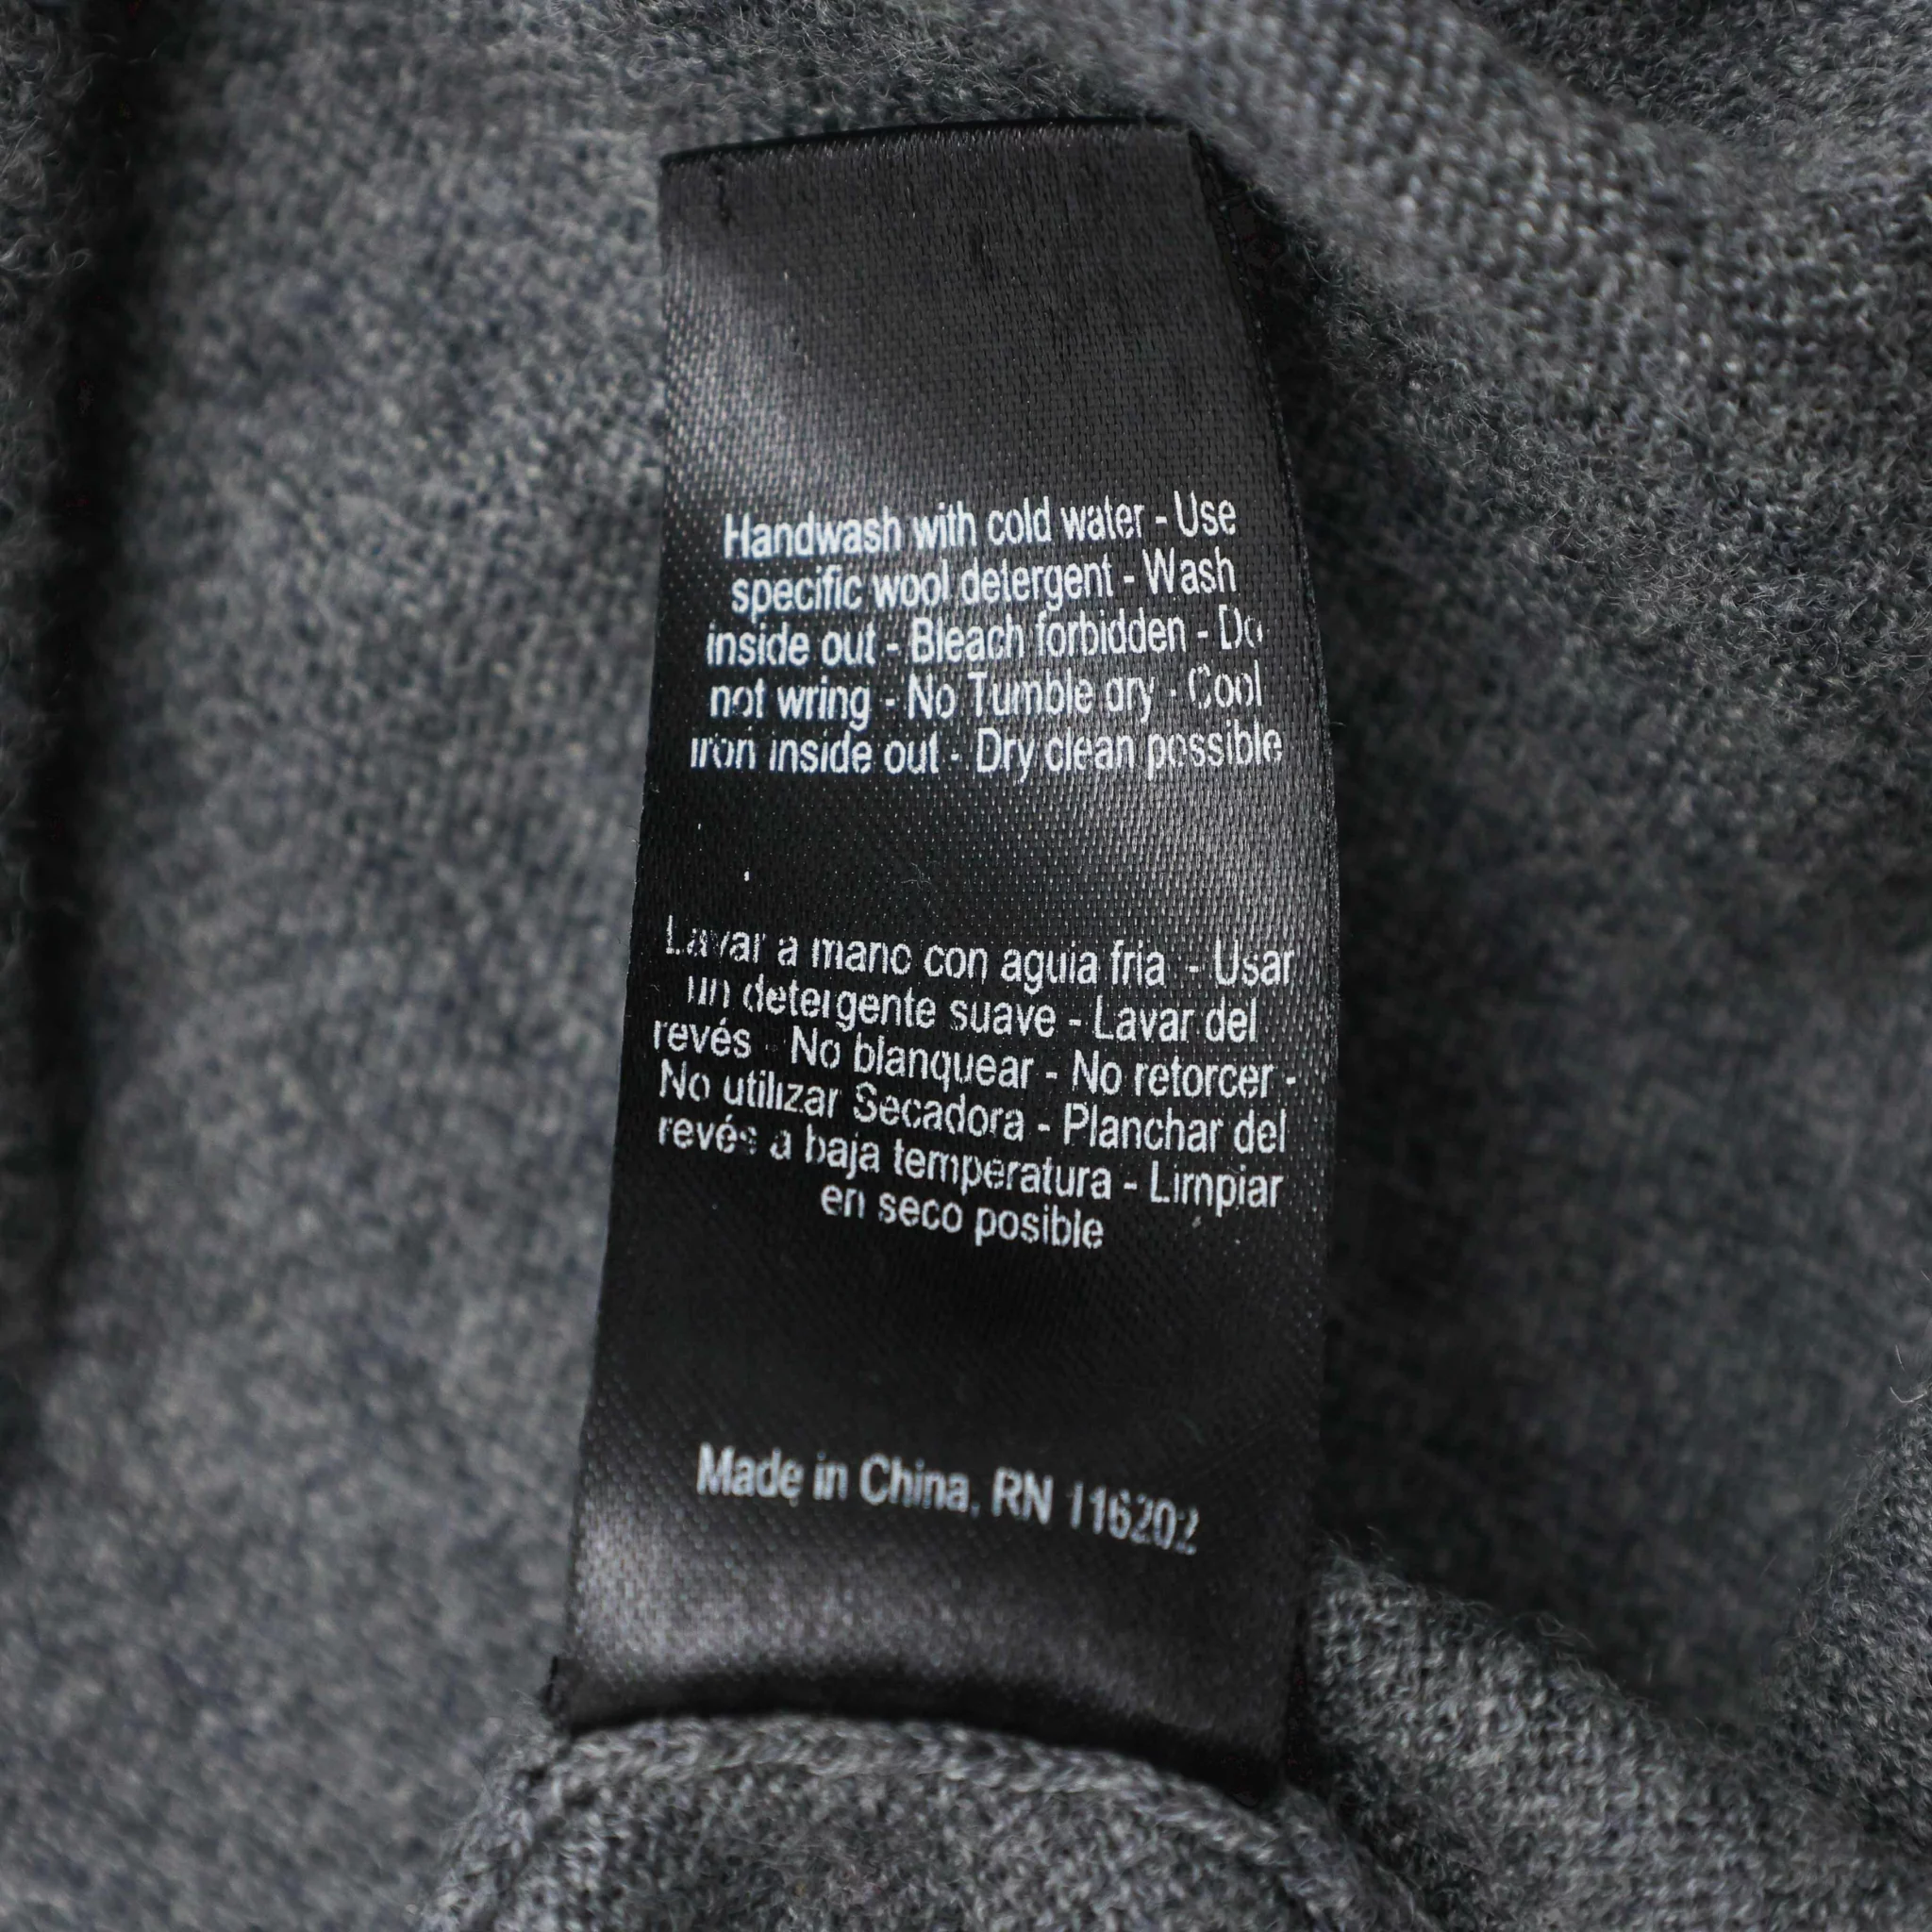 Handwash with cold water - Use
specific wool detergent - Wash
inside out - Bleach forbidden - Do
not wring - No Tumble dry - Cool
iron inside out - Dry clean possible
Lavar a mano con aguia fria - Usar
un detergente suave - Lavar del
revés - No blanquear - No retorcer -
No utilizar Secadora - Planchar del
revés a baja temperatura - Limpiar
en seco posible
Made in China, RN 116202